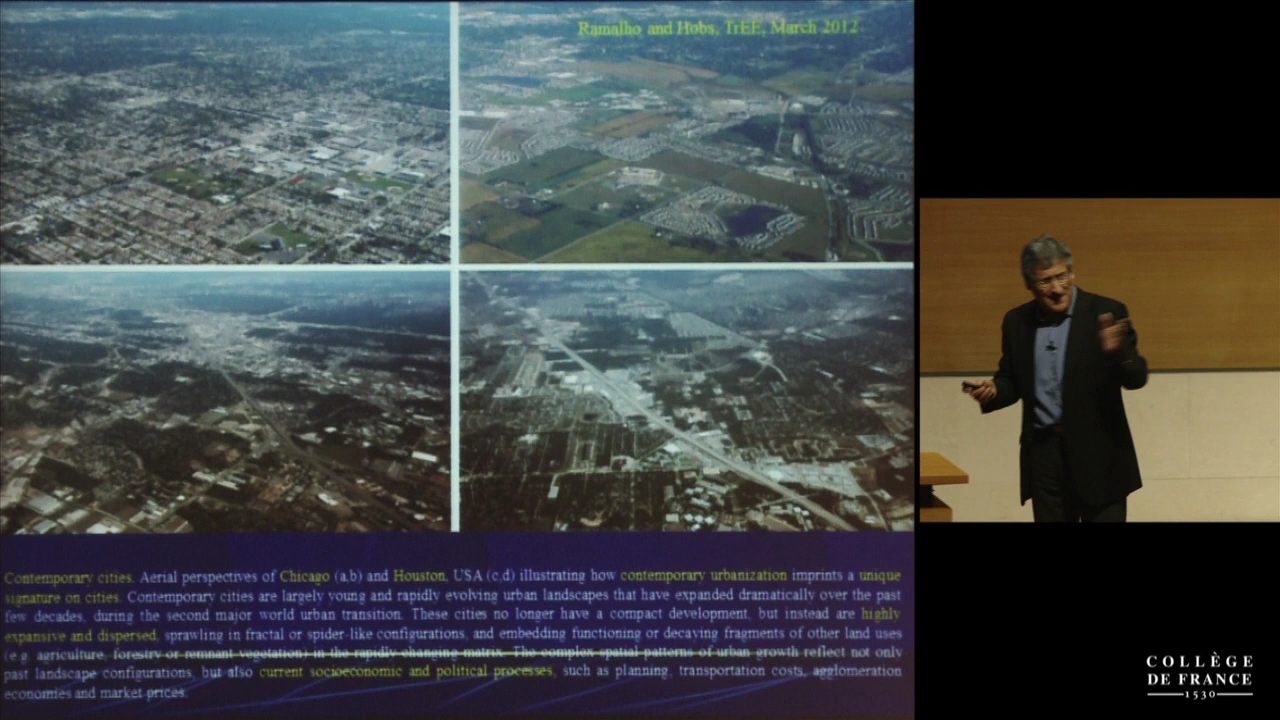 Ramalho and Hobs, TrEE, March 2012
Contemporary cities. Aerial perspectives of Chicago (a,b) and Houston, USA (c,d) illustrating how contemporary urbanization imprints a unique
signature on cities. Contemporary cities are largely young and rapidly evolving urban landscapes that have expanded dramatically over the past
few decades, during the second major world urban transition. These cities no longer have a compact development, but instead are highly
expansive and dispersed, sprawling in fractal or spider-like configurations, and embedding functioning or decaying fragments of other land uses
(e.g. agriculture, forestry or remnant vegetation) in the rapidly changing matrix. The complex spatial patterns of urban growth reflect not only
past landscape configurations, but also current socioeconomic and political processes, such as planning, transportation costs, agglomeration
economies and market prices.
COLLÈGE
DE FRANCE
1530